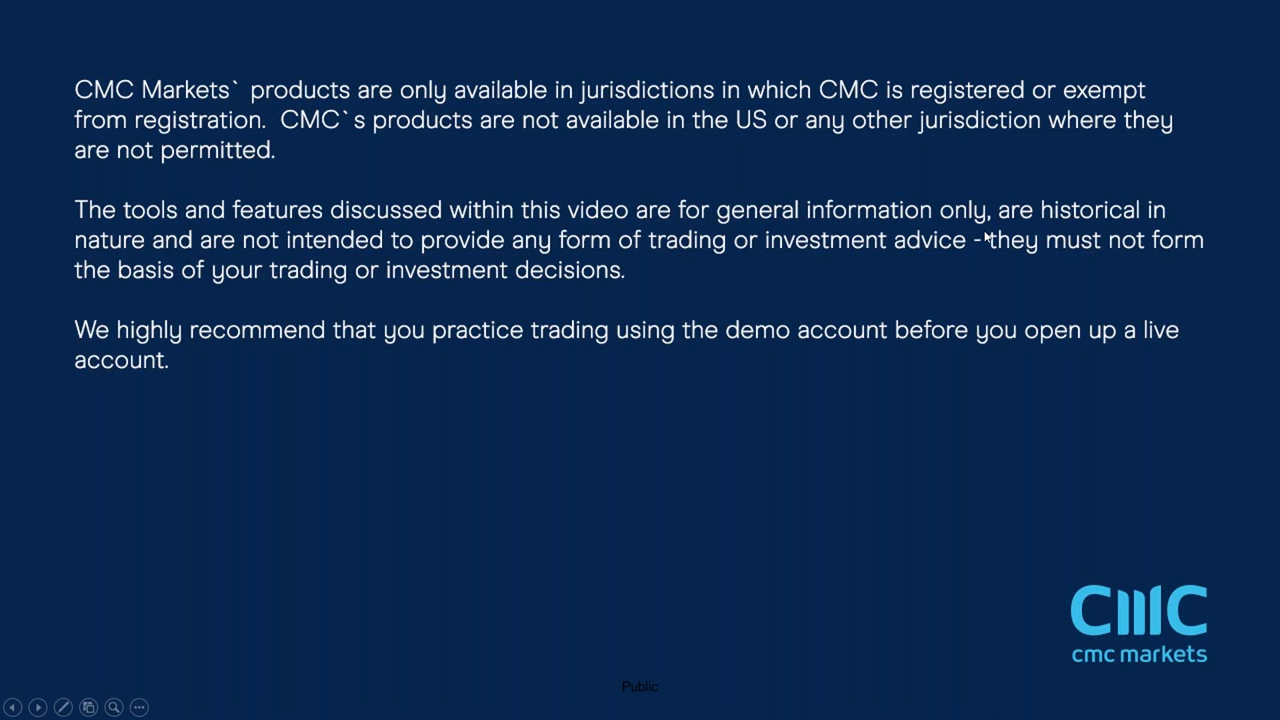 CMC Markets` products are only available in jurisdictions in which CMC is registered or exempt
from registration.  CMC`s products are not available in the US or any other jurisdiction where they
are not permitted.
The tools and features discussed within this video are for general information only, are historical in
nature and are not intended to provide any form of trading or investment advice - they must not form
the basis of your trading or investment decisions.
We highly recommend that you practice trading using the demo account before you open up a live
account.
CMC
cmc markets
Public